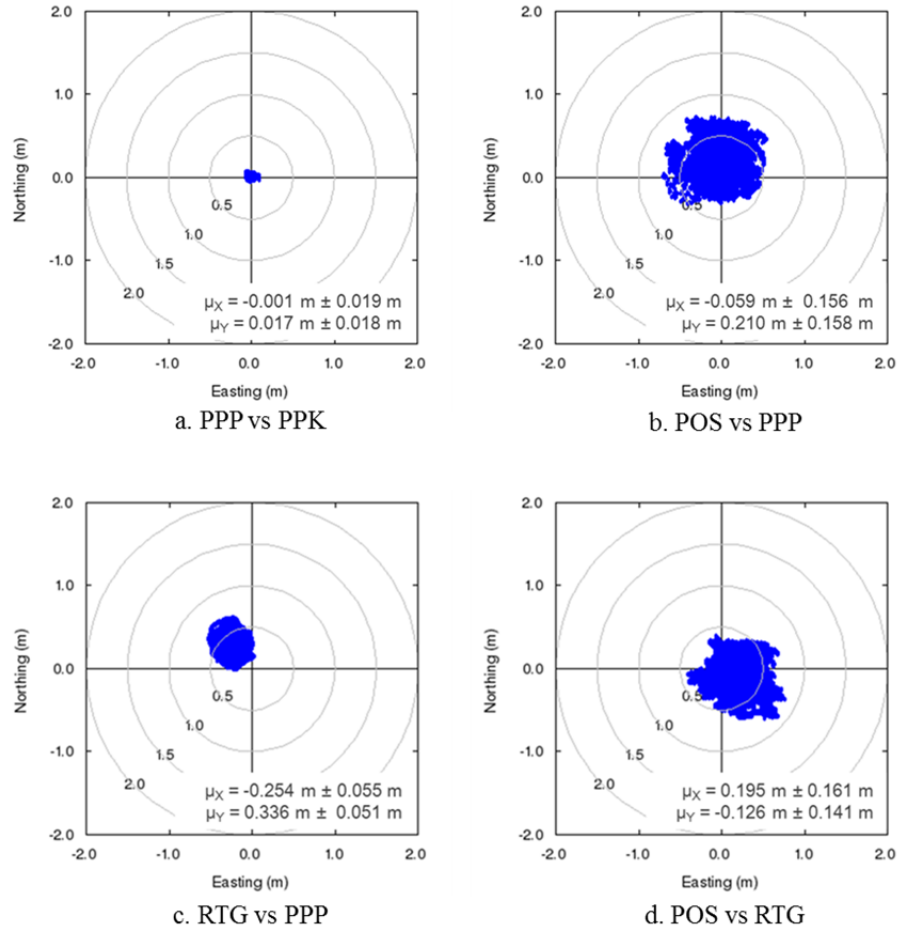 2.0
1.0
0.0
-1.0
-2.0
Northing (m)
0.5
1.0
1.5
2.0
μX = -0.001 m ± 0.019 m
μY = 0.017 m ± 0.018 m
-2.0 -1.0 0.0 1.0 2.0
Easting (m)
a. PPP vs PPK
2.0
1.0
0.0
-1.0
-2.0
Northing (m)
0.5
1.0
1.5
2.0
μX = -0.059 m ± 0.156 m
μY = 0.210 m ± 0.158 m
-2.0 -1.0 0.0 1.0 2.0
Easting (m)
b. POS vs PPP
2.0
1.0
0.0
-1.0
-2.0
Northing (m)
0.5
1.0
1.5
2.0
μX = -0.254 m ± 0.055 m
μY = 0.336 m ± 0.051 m
-2.0 -1.0 0.0 1.0 2.0
Easting (m)
c. RTG vs PPP
2.0
1.0
0.0
-1.0
-2.0
Northing (m)
0.5
1.0
1.5
2.0
μX = 0.195 m ± 0.161 m
μY = -0.126 m ± 0.141 m
-2.0 -1.0 0.0 1.0 2.0
Easting (m)
d. POS vs RTG